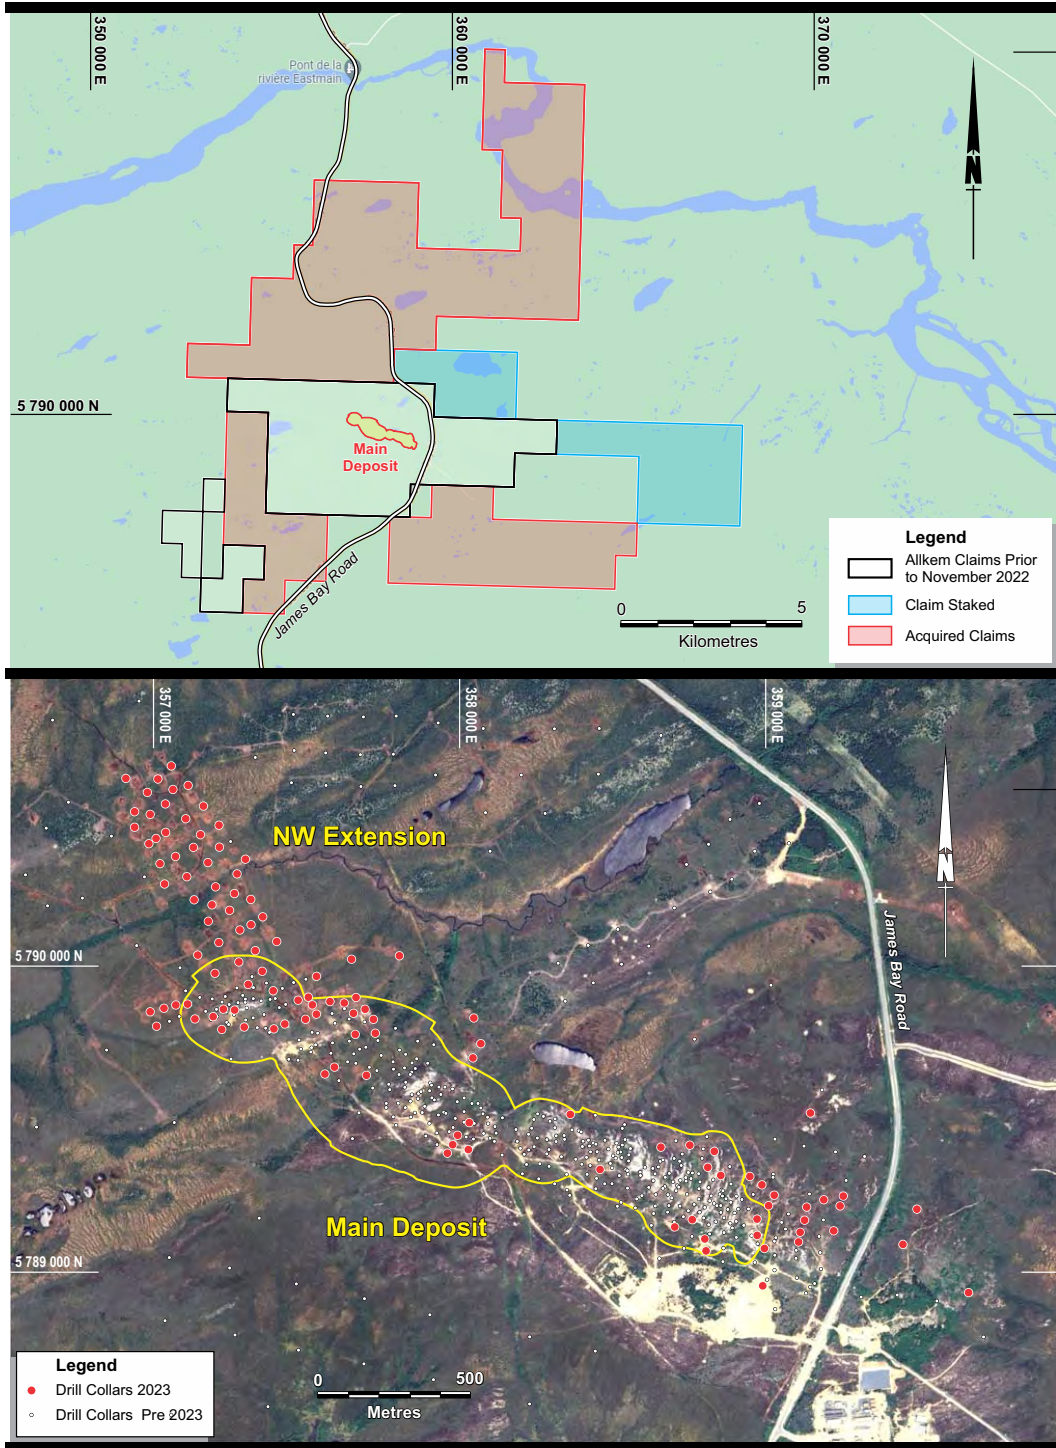 350 000 E
360 000 E
370 000 E
Pont de la
rivière Eastmain
N
5 790 000 N
Main
Deposit
James Bay Road
Legend
Allkem Claims Prior
to November 2022
Claim Staked
Acquired Claims
0 5
Kilometres
357 000 E
358 000 E
359 000 E
NW Extension
N
James Bay Road
5 790 000 N
Main Deposit
5 789 000 N
Legend
Drill Collars 2023
Drill Collars Pre 2023
0 500
Metres